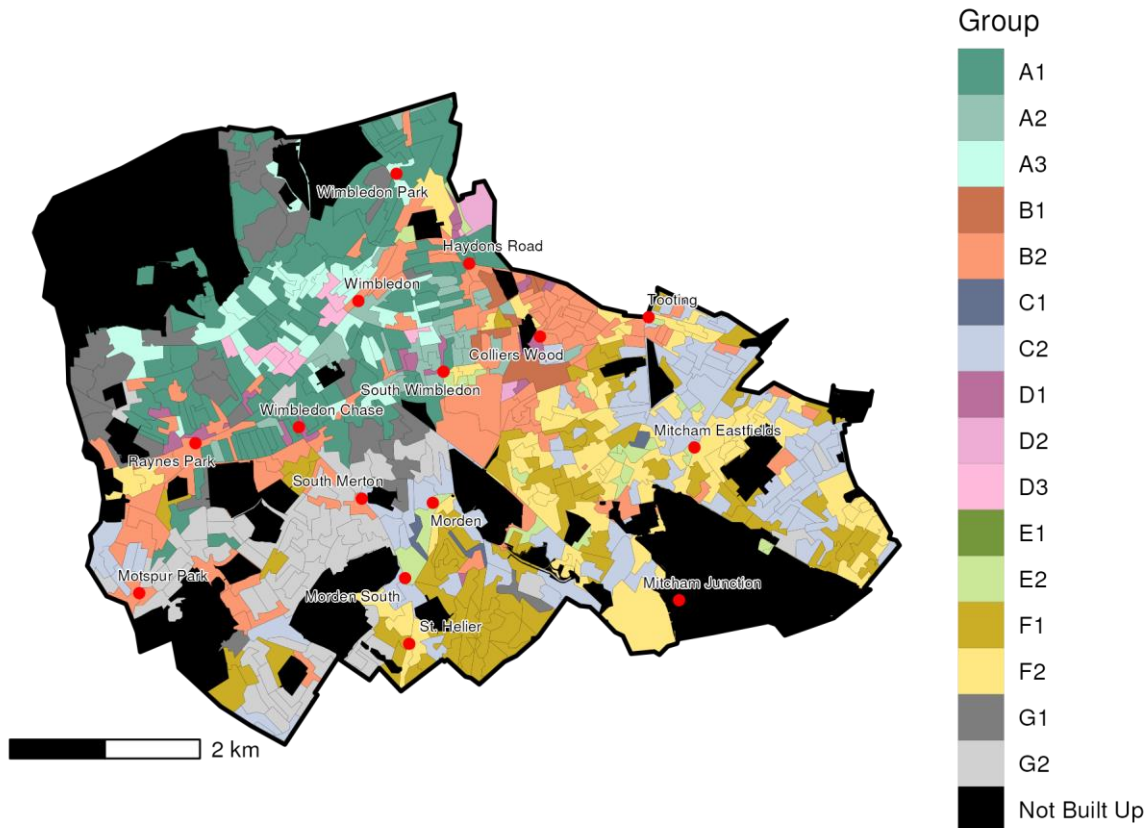 Group
A1
A2
A3
B1
B2
C1
C2
D1
D2
D3
E1
E2
F1
F2
G1
G2
Not Built Up
Wimbledon Park
Haydons Road
Wimbledon
Tooting
Colliers Wood
South Wimbledon
Wimbledon Chase
Mitcham Eastfields
Raynes Park
South Merton
Morden
Motspur Park
Mitcham Junction
Morden South
St. Helier
2 km